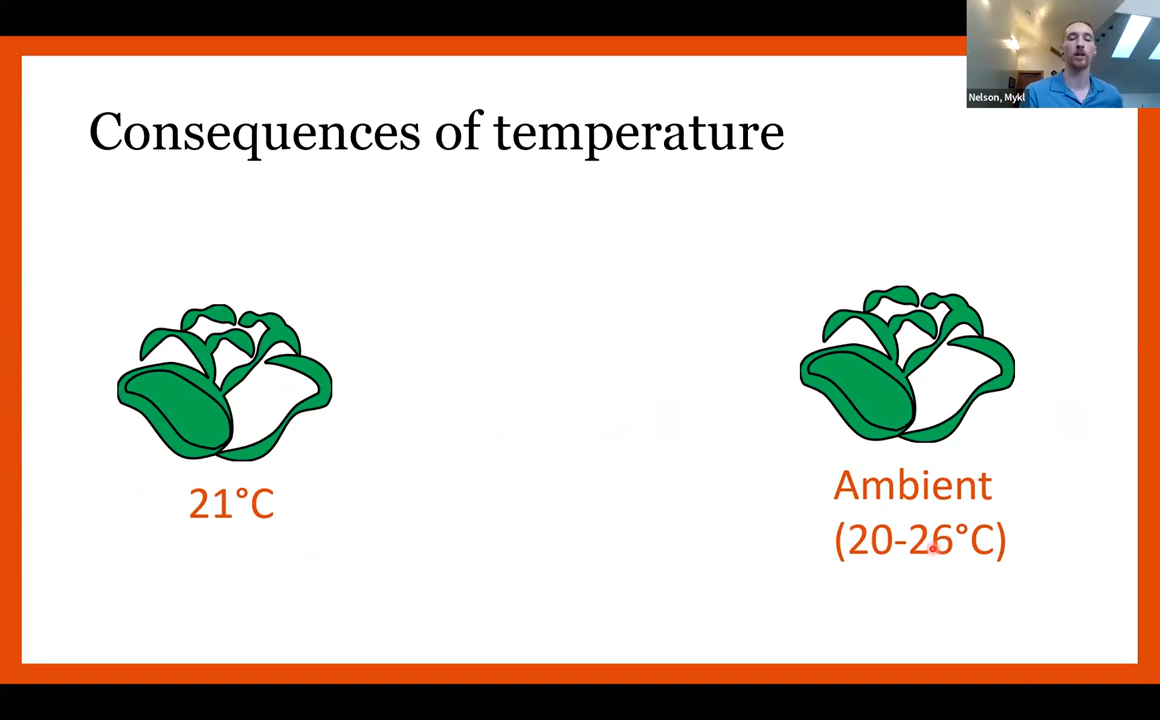 Nelson, Mykl
Consequences of temperature
21°C
Ambient
(20-26°C)